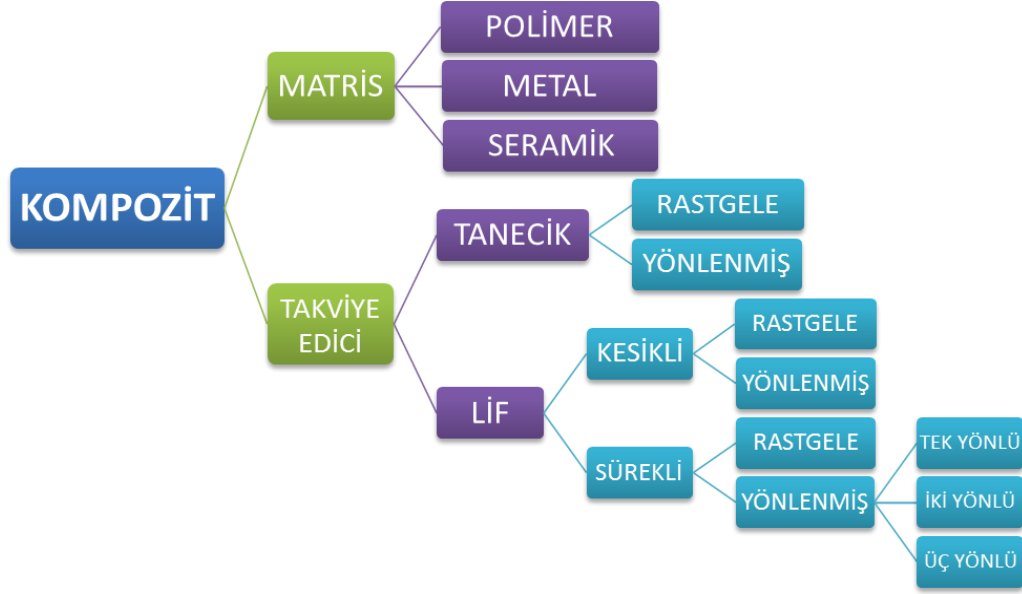 KOMPOZİT
MATRİS
POLİMER
METAL
SERAMİK
TAKVİYE
EDİCİ
TANECİK
RASTGELE
YÖNLENMİŞ
LİF
KESİKLİ
RASTGELE
YÖNLENMİŞ
SÜREKLİ
RASTGELE
YÖNLENMİŞ
TEK YÖNLÜ
İKİ YÖNLÜ
ÜÇ YÖNLÜ